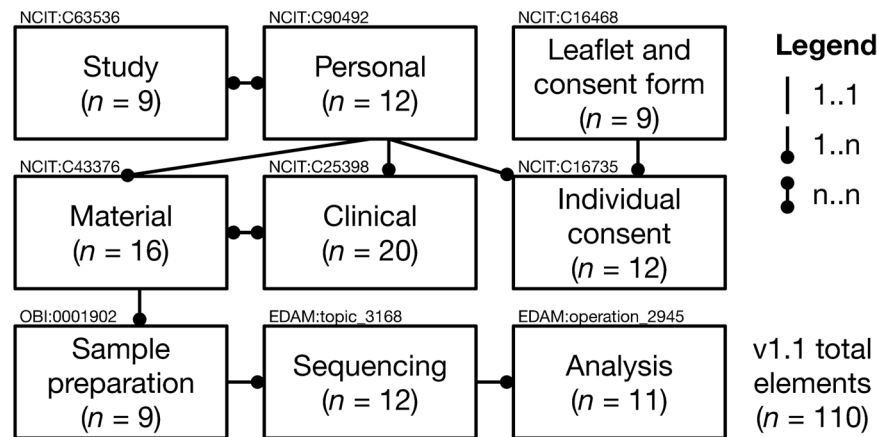 NCIT:C63536
Study
(n = 9)
NCIT:C90492
Personal
(n = 12)
NCIT:C16468
Leaflet and
consent form
(n = 9)
Legend
1..1
1..n
n..n
NCIT:C43376
Material
(n = 16)
NCIT:C25398
Clinical
(n = 20)
NCIT:C16735
Individual
consent
(n = 12)
OBI:0001902
Sample
preparation
(n = 9)
EDAM:topic_3168
Sequencing
(n = 12)
EDAM:operation_2945
Analysis
(n = 11)
v1.1 total
elements
(n = 110)